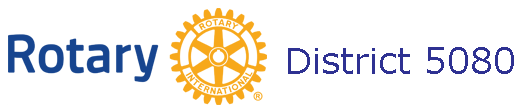 Rotary
ROTARY
INTERNATIONAL
®
District 5080